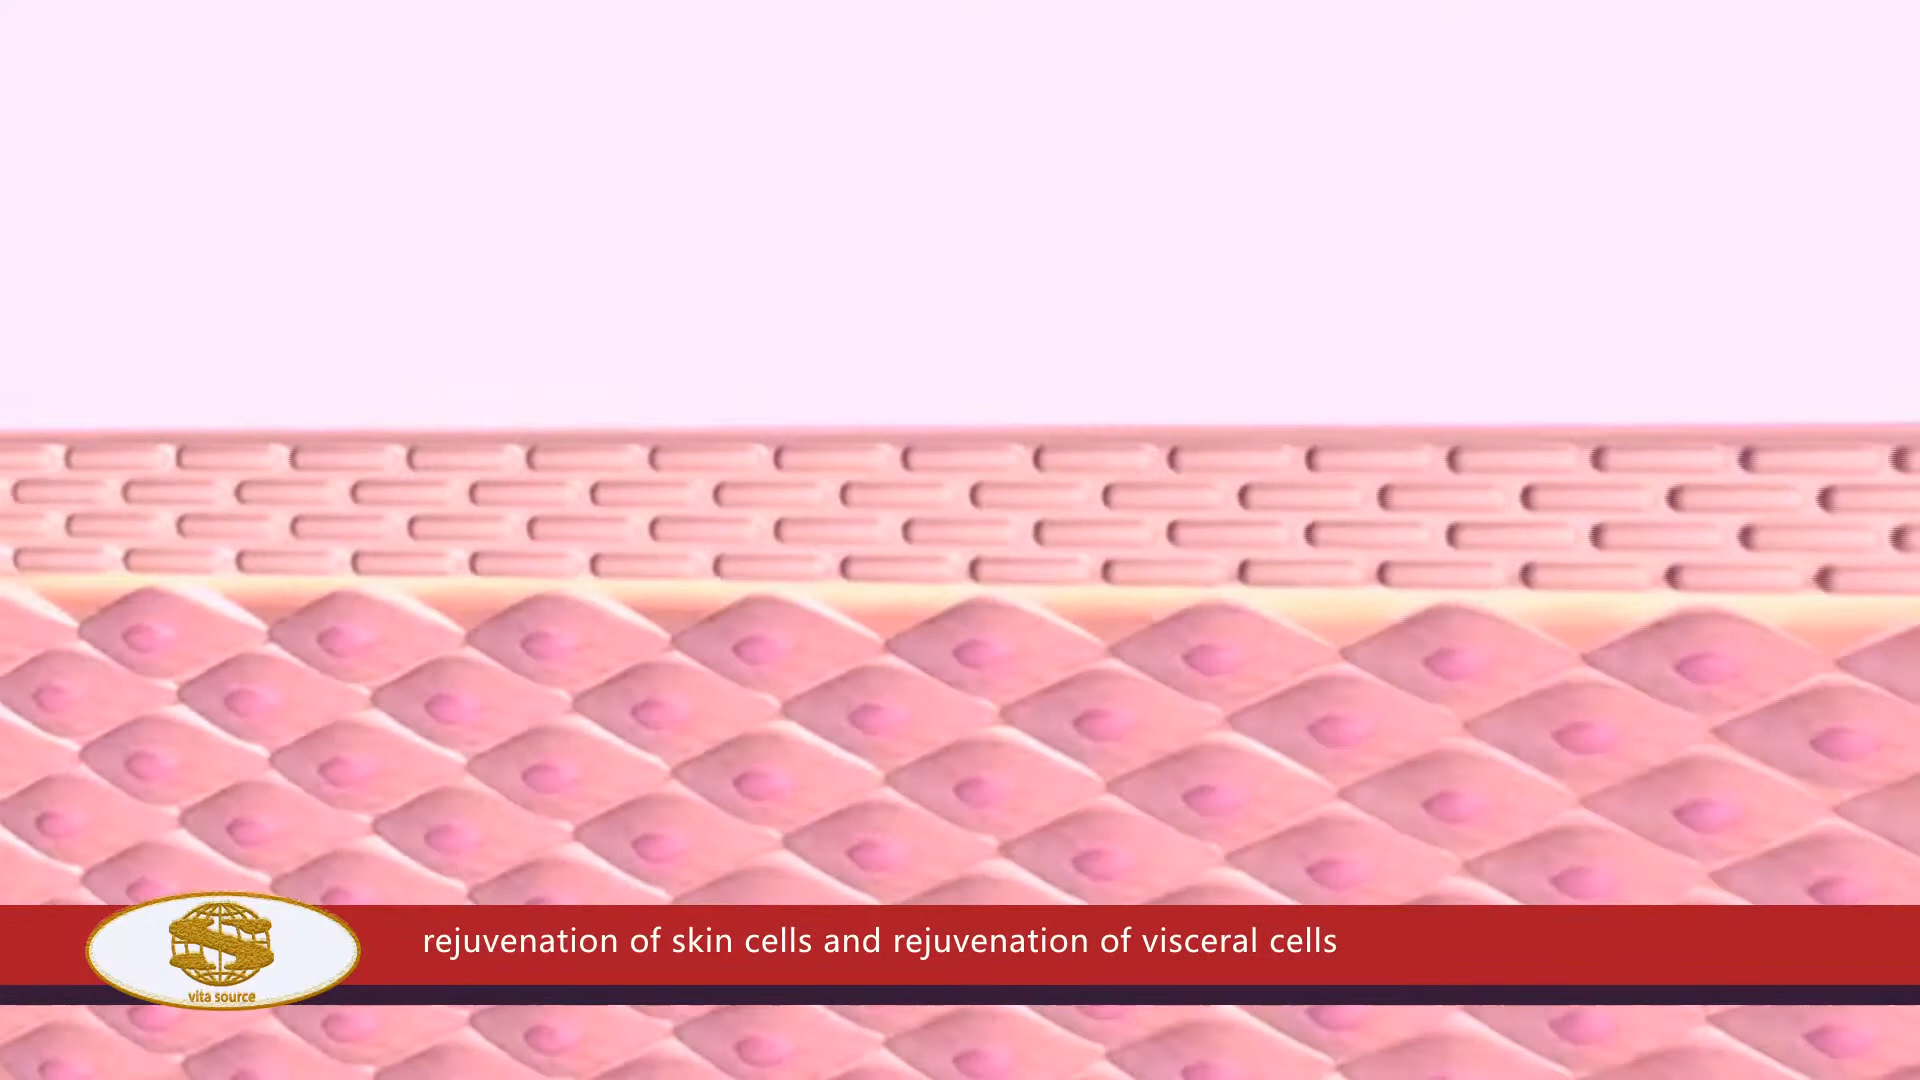 rejuvenation of skin cells and rejuvenation of visceral cells
vita source